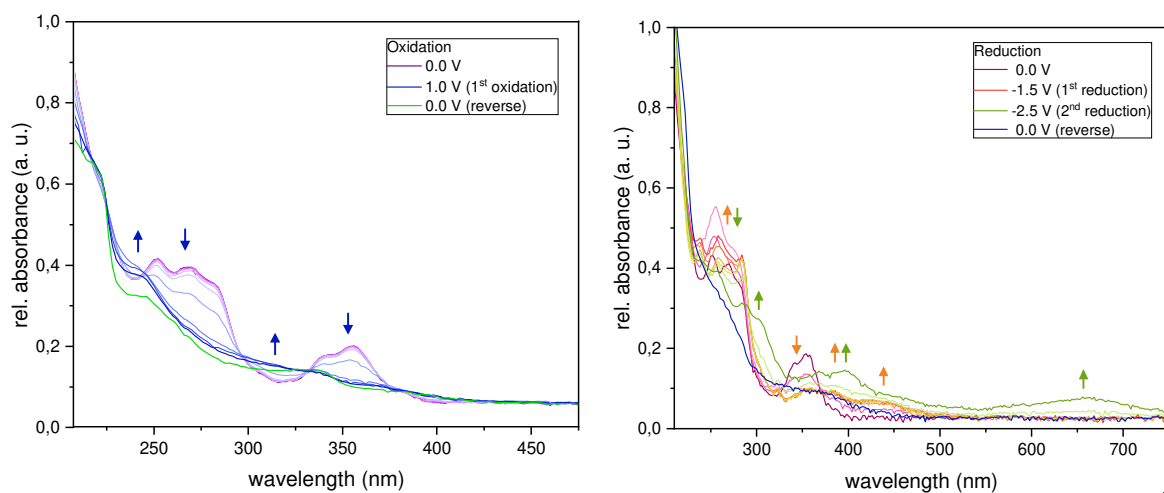 1,0
0,8
0,6
0,4
0,2
0,0
rel. absorbance (a. u.)
250
300
350
400
450
wavelength (nm)
Oxidation
0.0 V
1.0 V (1st oxidation)
0.0 V (reverse)
1,0
0,8
0,6
0,4
0,2
0,0
rel. absorbance (a. u.)
300
400
500
600
700
wavelength (nm)
Reduction
0.0 V
-1.5 V (1st reduction)
-2.5 V (2nd reduction)
0.0 V (reverse)